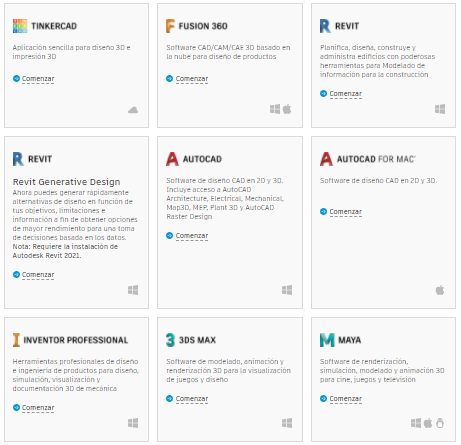 TINKERCAD
Aplicación sencilla para diseño 3D e
impresión 3D
Comenzar
FUSION 360
Software CAD/CAM/CAE 3D basado en
la nube para diseño de productos
Comenzar
REVIT
Planifica, diseña, construye y
administra edificios con poderosas
herramientas para Modelado de
información para la construcción
Comenzar
REVIT
Revit Generative Design
Ahora puedes generar rápidamente
alternativas de diseño en función de
tus objetivos, limitaciones e
información a fin de obtener opciones
de mayor rendimiento para una toma
de decisiones basada en los datos.
Nota: Requiere la instalación de
Autodesk Revit 2021.
Comenzar
AUTOCAD
Software de diseño CAD en 2D y 3D.
Incluye acceso a AutoCAD
Architecture, Electrical, Mechanical,
Map3D, MEP, Plant 3D y AutoCAD
Raster Design
Comenzar
AUTOCAD FOR MAC
Software de diseño CAD en 2D y 3D.
Comenzar
INVENTOR PROFESSIONAL
Herramientas profesionales de diseño
e ingeniería de productos para diseño,
simulación, visualización y
documentación 3D de mecánica
Comenzar
3DS MAX
Software de modelado, animación y
renderización 3D para la visualización
de juegos y diseño
Comenzar
MAYA
Software de renderización,
simulación, modelado y animación 3D
para cine, juegos y televisión
Comenzar